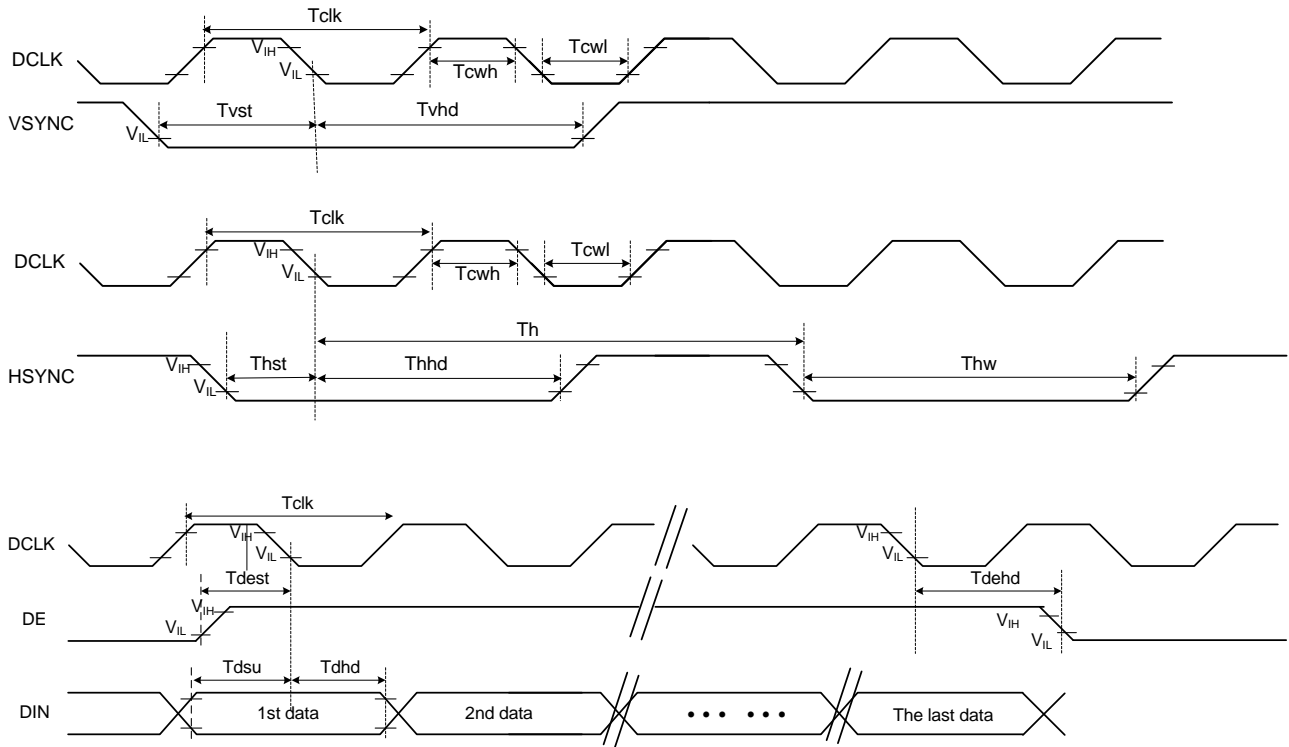 Tclk
DCLK
VIH
VIL
Tcwh
Tcwl
VSYNC
VIL
Tvst
Tvhd
Tclk
DCLK
VIH
VIL
Tcwh
Tcwl
Th
HSYNC
VIH
VIL
Thst
Thhd
Thw
Tclk
DCLK
VIH
VIL
VIH
VIL
Tdest
Tdehd
DE
VIH
VIL
VIH
VIL
Tdsu
Tdhd
DIN
1st data
2nd data
••• •••
The last data